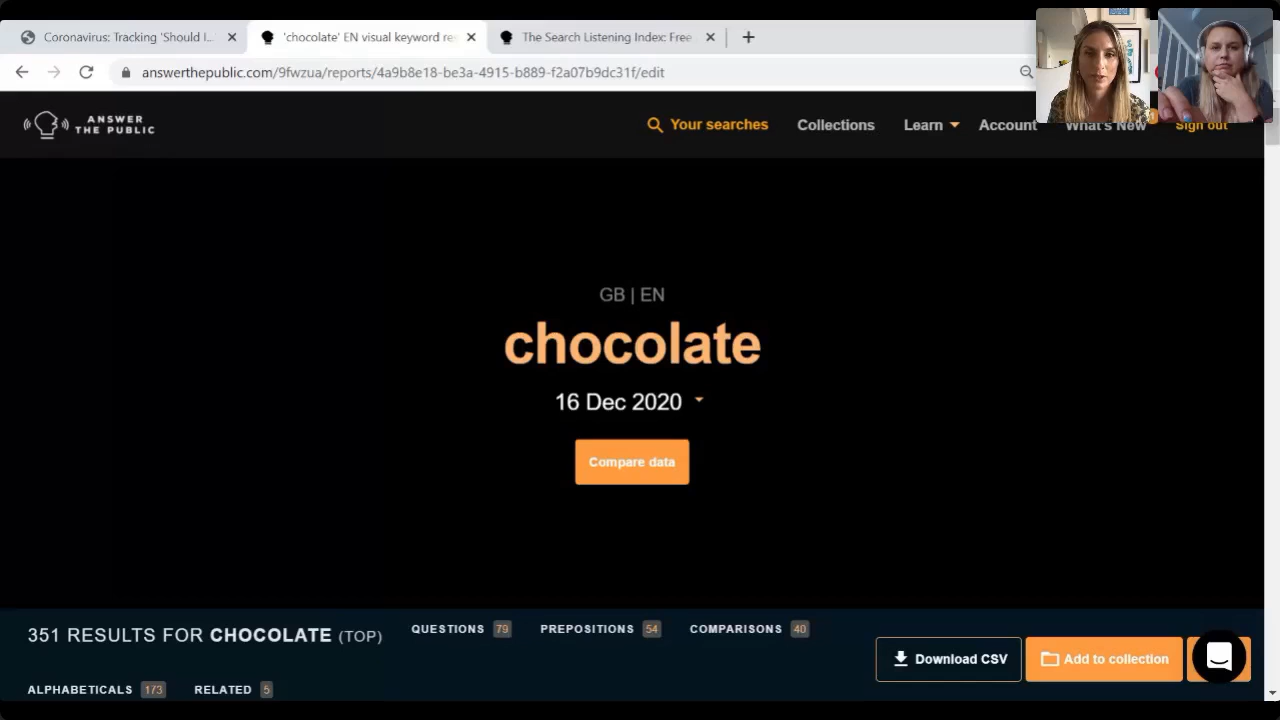 Coronavirus: Tracking 'Should I...
'chocolate' EN visual keyword re
The Search Listening Index: Free
answerthepublic.com/9fwzua/reports/4a9b8e18-be3a-4915-b889-f2a07b9dc31f/edit
ANSWER
THE PUBLIC
Your searches
Collections
Learn
Account
What's New
Sign out
GB | EN
chocolate
16 Dec 2020
Compare data
351 RESULTS FOR CHOCOLATE (TOP)
QUESTIONS 79
PREPOSITIONS 54
COMPARISONS 40
Download CSV
Add to collection
ALPHABETICALS 173
RELATED 5